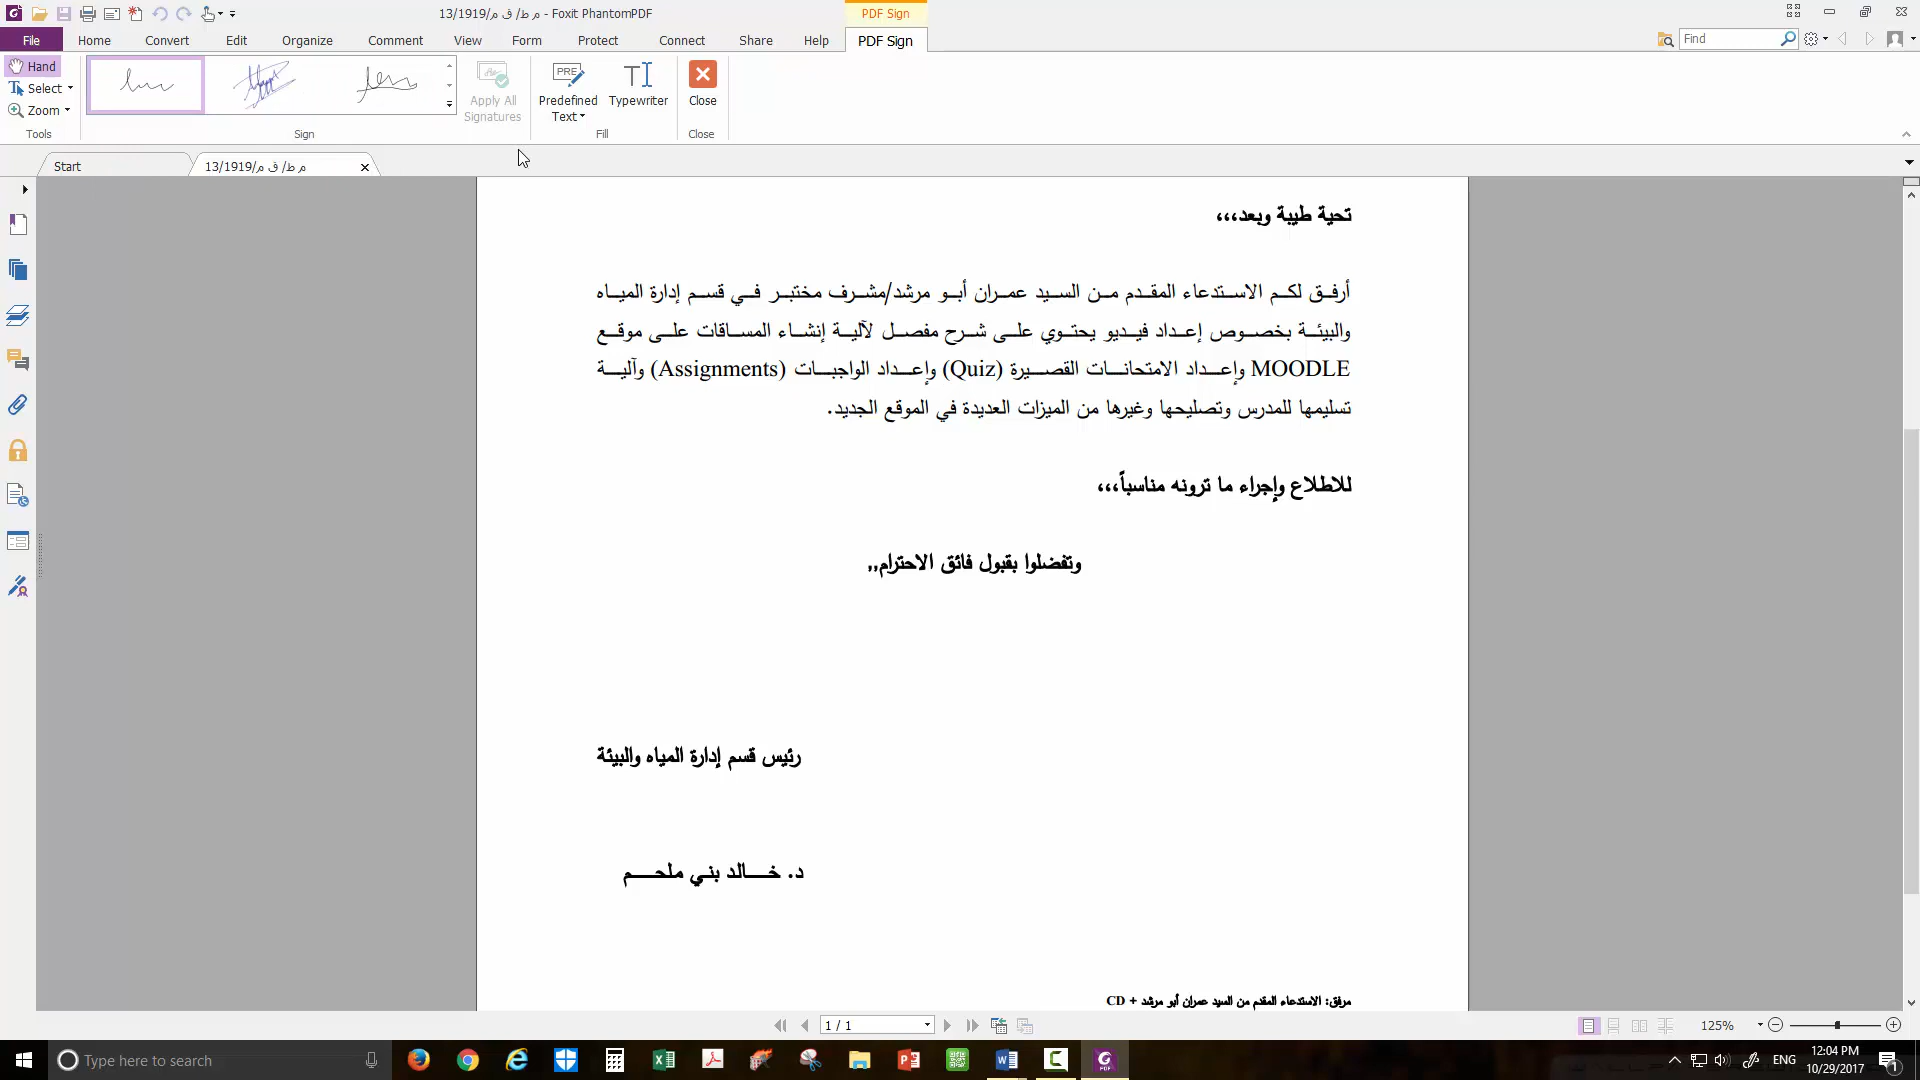 م ط/ ق م/13/1919 - Foxit PhantomPDF
PDF Sign
File
Home
Convert
Edit
Organize
Comment
View
Form
Protect
Connect
Share
Help
PDF Sign
Find
Hand
Select
Zoom
Tools
Sign
Apply All
Signatures
PRE
Predefined
Text
Typewriter
Fill
Close
Close
Start
م ط/ ق م/13/1919
تحية طيبة وبعد،،،
أرفق لكم الاستدعاء المقدم من السيد عمران أبو مرشد/مشرف مختبر في قسم إدارة المياه
والبيئة بخصوص إعداد فيديو يحتوي على شرح مفصل لآلية إنشاء المساقات على موقع
MOODLE وإعداد الامتحانات القصيرة (Quiz) وإعداد الواجبات (Assignments) وآلية
تسليمها للمدرس وتصليحها وغيرها من الميزات العديدة في الموقع الجديد.
للاطلاع وإجراء ما ترونه مناسباً،،،
وتفضلوا بقبول فائق الاحترام,,
رئيس قسم إدارة المياه والبيئة
د. خالد بني ملحم
مرفق: الاستدعاء المقدم من السيد عمران أبو مرشد + CD
1 / 1
125%
Type here to search
ENG
12:04 PM
10/29/2017